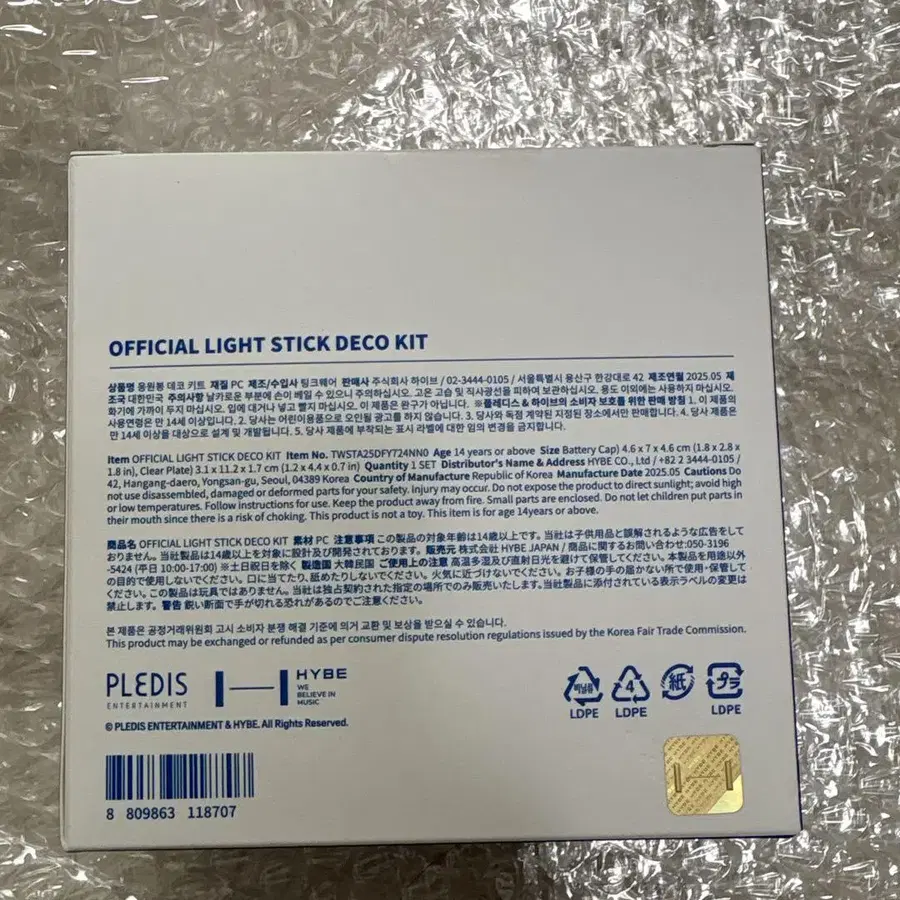 OFFICIAL LIGHT STICK DECO KIT
상품명 응원봉 데코 키트 재질 PC 제조/수입사 팅크웨어 판매사 주식회사 하이브 / 02-3444-0105 / 서울특별시 용산구 한강대로 42 제조연월 2025.05 제
조국 대한민국 주의사항 날카로운 부분에 손이 베일 수 있으니 주의하십시오. 고온 고습 및 직사광선을 피하여 보관하십시오. 용도 이외에는 사용하지 마십시오.
화기에 가까이 두지 마십시오. 입에 대거나 넣고 빨지 마십시오. 이 제품은 완구가 아닙니다. ※플레디스 & 하이브의 소비자 보호를 위한 판매 방침 1. 이 제품의
사용연령은 만 14세 이상입니다. 2. 당사는 어린이용품으로 오인될 광고를 하지 않습니다. 3. 당사와 독점 계약된 지정된 장소에서만 판매합니다. 4. 당사 제품은
만 14세 이상을 대상으로 설계 및 개발됩니다. 5. 당사 제품에 부착되는 표시 라벨에 대한 임의 변경을 금지합니다.
Item OFFICIAL LIGHT STICK DECO KIT Item No. TWSTA25DFYT24NN0 Age 14 years or above Size Battery Cap) 4.6 x 7 x 4.6 cm (1.8 x 2.8 x
1.8 in), Clear Plate) 3.1 x 11.2 x 1.7 cm (1.2 x 4.4 x 0.7 in) Quantity 1 SET Distributor's Name & Address HYBE CO., Ltd / +82 2 3444-0105 /
42, Hangang-daero, Yongsan-gu, Seoul, 04389 Korea Country of Manufacture Republic of Korea Manufacture Date 2025.05 Cautions Do
not use disassembled, damaged or deformed parts for your safety. Injury may occur. Do not expose the product to direct sunlight; avoid high
or low temperatures. Follow instructions for use. Keep the product away from fire. Small parts are enclosed. Do not let children put parts in
their mouth since there is a risk of choking. This product is not a toy. This item is for age 14years or above.
商品名 OFFICIAL LIGHT STICK DECO KIT 素材 PC 注意事項 この製品の対象年齢は14歳以上です。当社は子供用品と誤解されるような広告をして
おりません。当社製品は14歳以上を対象に設計及び開発されております。販売元 株式会社 HYBE JAPAN / 商品に関するお問い合わせ:050-3196
-5424 (平日 10:00-17:00) ※土日祝日を除く 製造国 大韓民国 ご使用上の注意 高温多湿及び直射日光を避けて保管してください。本製品を用途以外
の目的で使用しないでください。口に当てたり、舐めたりしないでください。火気に近づけないでください。お子様の手の届かない所で使用・保管して
ください。この製品は玩具ではありません。当社は独占契約された指定の場所でのみ販売いたします。当社製品に添付されている表示ラベルの変更は
禁止します。警告 鋭い断面で手が切れる恐れがあるのでご注意ください。
본 제품은 공정거래위원회 고시 소비자 분쟁 해결 기준에 의거 교환 및 보상을 받으실 수 있습니다.
This product may be exchanged or refunded as per consumer dispute resolution regulations issued by the Korea Fair Trade Commission.
PLEDIS
ENTERTAINMENT
HYBE
WE
BELIEVE IN
MUSIC
비닐류
LDPE
4
LDPE
紙
プラ
LDPE
© PLEDIS ENTERTAINMENT & HYBE. All Rights Reserved.
8 809863 118707